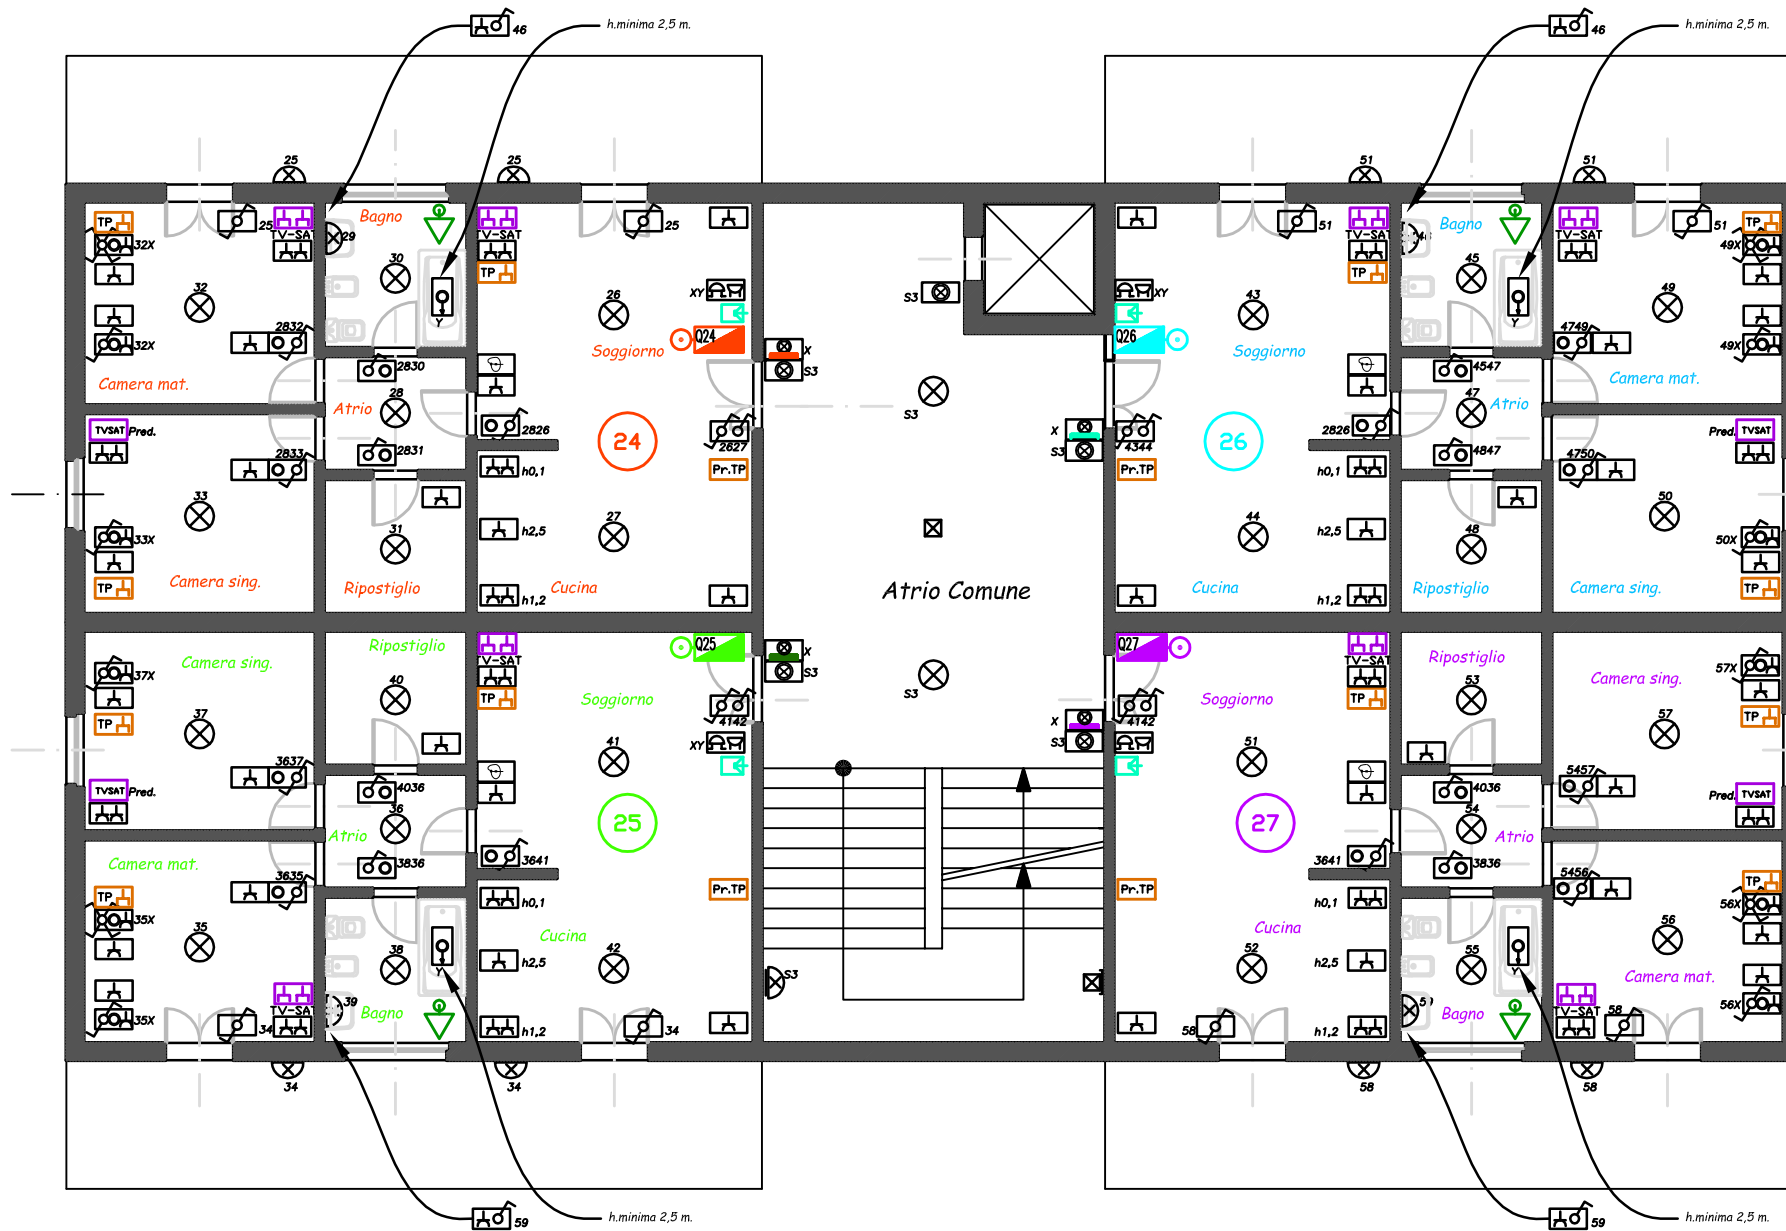 46
h.minima 2,5 m.
46
h.minima 2,5 m.
25
25
51
51
TP
25
TV-SAT
Bagno
29
TV-SAT
25
51
TV-SAT
Bagno
TV-SAT
51
TP
32X
TP
TP
49X
32
30
Y
26
XY
S3
XY
43
45
Y
49
32X
2832
Q24
Q26
4749
49X
Soggiorno
X
Soggiorno
Camera mat.
2830
S3
4547
Camera mat.
Atrio
28
S3
47
Atrio
TVSAT
Pred.
2826
24
2627
X
4344
26
2826
Pred.
TVSAT
2833
2831
S3
4847
4750
h0,1
Pr.TP
Pr.TP
h0,1
33
31
h2,5
27
44
h2,5
48
50
33X
50X
TP
Camera sing.
Ripostiglio
h1,2
Cucina
Atrio Comune
Cucina
h1,2
Ripostiglio
Camera sing.
TP
Camera sing.
Ripostiglio
TV-SAT
Q25
X
Q27
TV-SAT
Ripostiglio
Camera sing.
37X
S3
57X
TP
40
TP
Soggiorno
S3
Soggiorno
TP
53
TP
37
4142
X
4142
57
XY
S3
41
51
TVSAT
Pred.
3637
4036
4036
5457
Pred.
TVSAT
36
Atrio
25
27
54
Atrio
Camera mat.
3836
3641
3641
3836
3635
5456
TP
Pr.TP
Pr.TP
TP
35X
h0,1
h0,1
56X
35
38
Cucina
42
Cucina
52
55
56
h2,5
h2,5
Y
S3
Y
Camera mat.
TV-SAT
39
Bagno
Bagno
TV-SAT
35X
34
h1,2
34
58
h1,2
58
56X
34
34
58
58
59
h.minima 2,5 m.
59
h.minima 2,5 m.